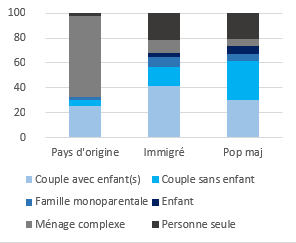 100
80
60
40
20
0
Pays d'origine Immigré Pop maj
Couple avec enfant(s) Couple sans enfant
Famille monoparentale Enfant
Ménage complexe Personne seule